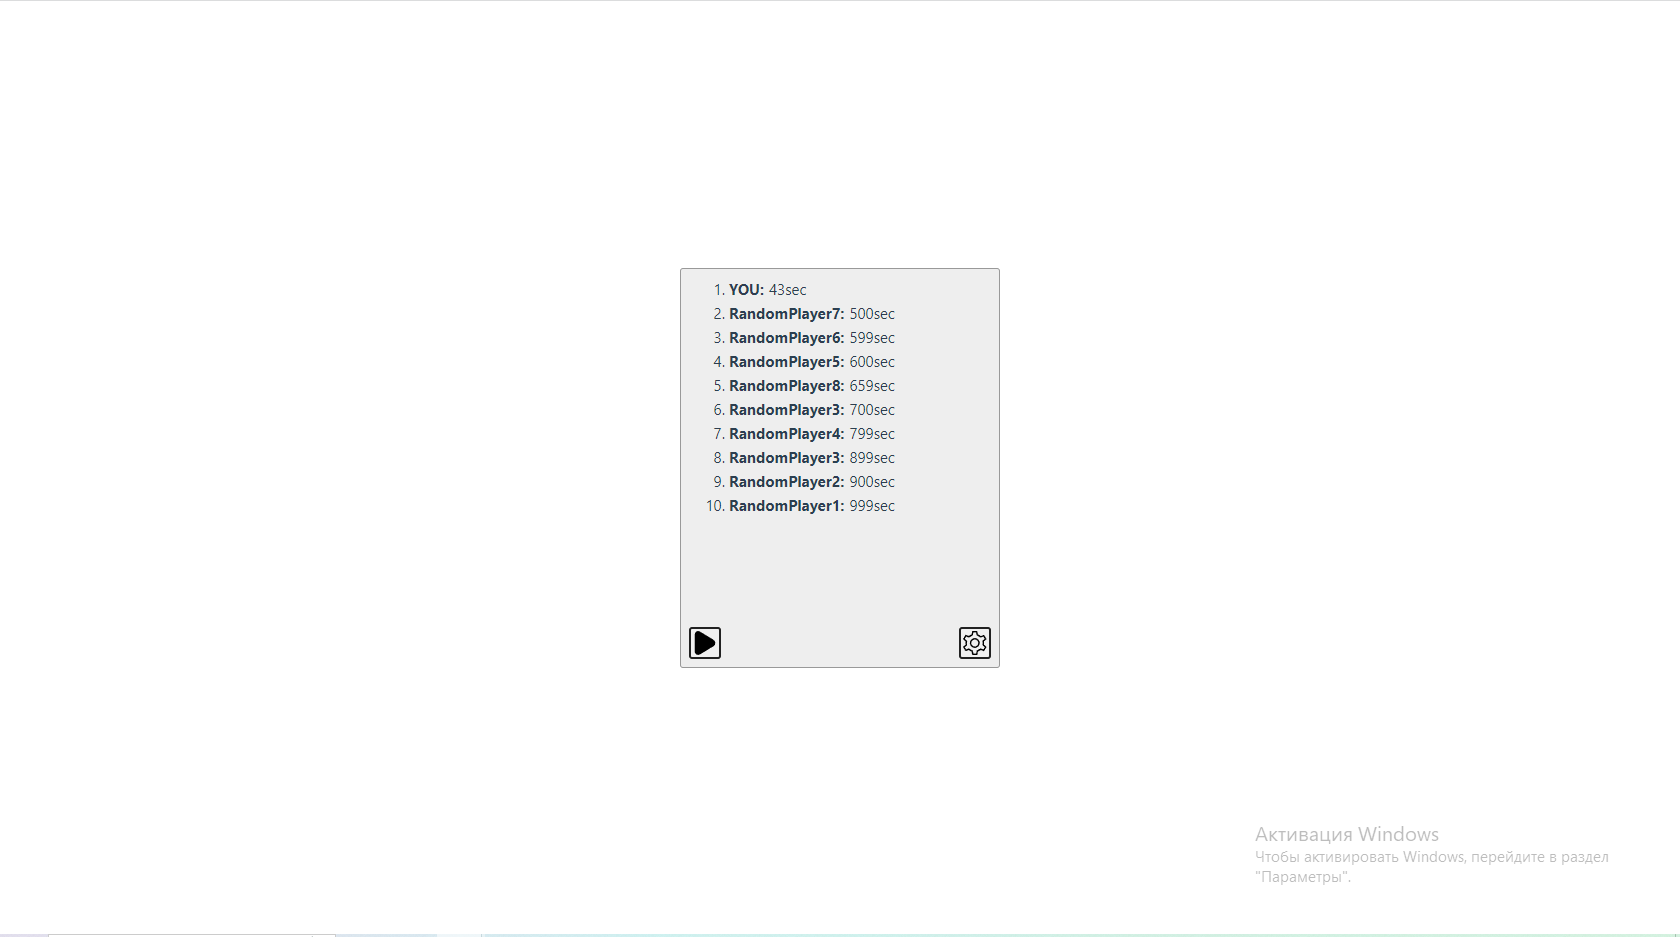 1. YOU: 43sec
2. RandomPlayer7: 500sec
3. RandomPlayer6: 599sec
4. RandomPlayer5: 600sec
5. RandomPlayer8: 659sec
6. RandomPlayer3: 700sec
7. RandomPlayer4: 799sec
8. RandomPlayer3: 899sec
9. RandomPlayer2: 900sec
10. RandomPlayer1: 999sec
Активация Windows
Чтобы активировать Windows, перейдите в раздел
"Параметры".